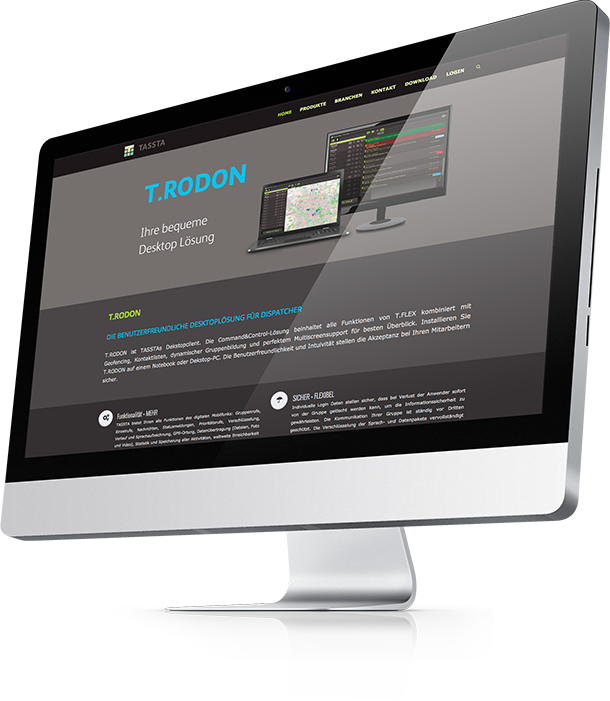 HOME PRODUKTE BRANCHEN KONTAKT DOWNLOAD LOGIN
TASSTA
T.RODON
Ihre bequeme
Desktop Lösung
T.RODON
DIE BENUTZERFREUNDLICHE DESKTOPLÖSUNG FÜR DISPATCHER
T.RODON ist TASSTAs Dekstopclient. Die Command&Control-Lösung beinhaltet alle Funktionen von T.FLEX kombiniert mit
Geofencing, Kontaktlisten, dynamischer Gruppenbildung und perfektem Multiscreensupport für besten Überblick. Installieren Sie
T.RODON auf einem Notebook oder Dekstop-PC. Die Benutzerfreundlichkeit und Intuivität stellen die Akzeptanz bei Ihren Mitarbeitern
sicher.
Funktionalität - MEHR
TASSTA bietet Ihnen alle Funktionen des digitalen Mobilfunks: Gruppenrufe,
Einzelrufe, Nachrichten, Statusmeldungen, Prioritätsrufe, Verschlüsselung,
Verlauf und Sprachaufzeichnung, GPS-Ortung, Datenübertragung (Dateien, Foto
und Video), Statistik und Speicherung aller Aktivitäten, weltweite Erreichbarkeit
SICHER - FLEXIBEL
Individuelle Login Daten stellen sicher, dass bei Verlust der Anwender sofort
von der Gruppe gelöscht werden kann, um die Informationssicherheit zu
gewährleisten. Die Kommunikation Ihrer Gruppe ist ständig vor Dritten
geschützt. Die Verschlüsselung der Sprach- und Datenpakete vervollständigt